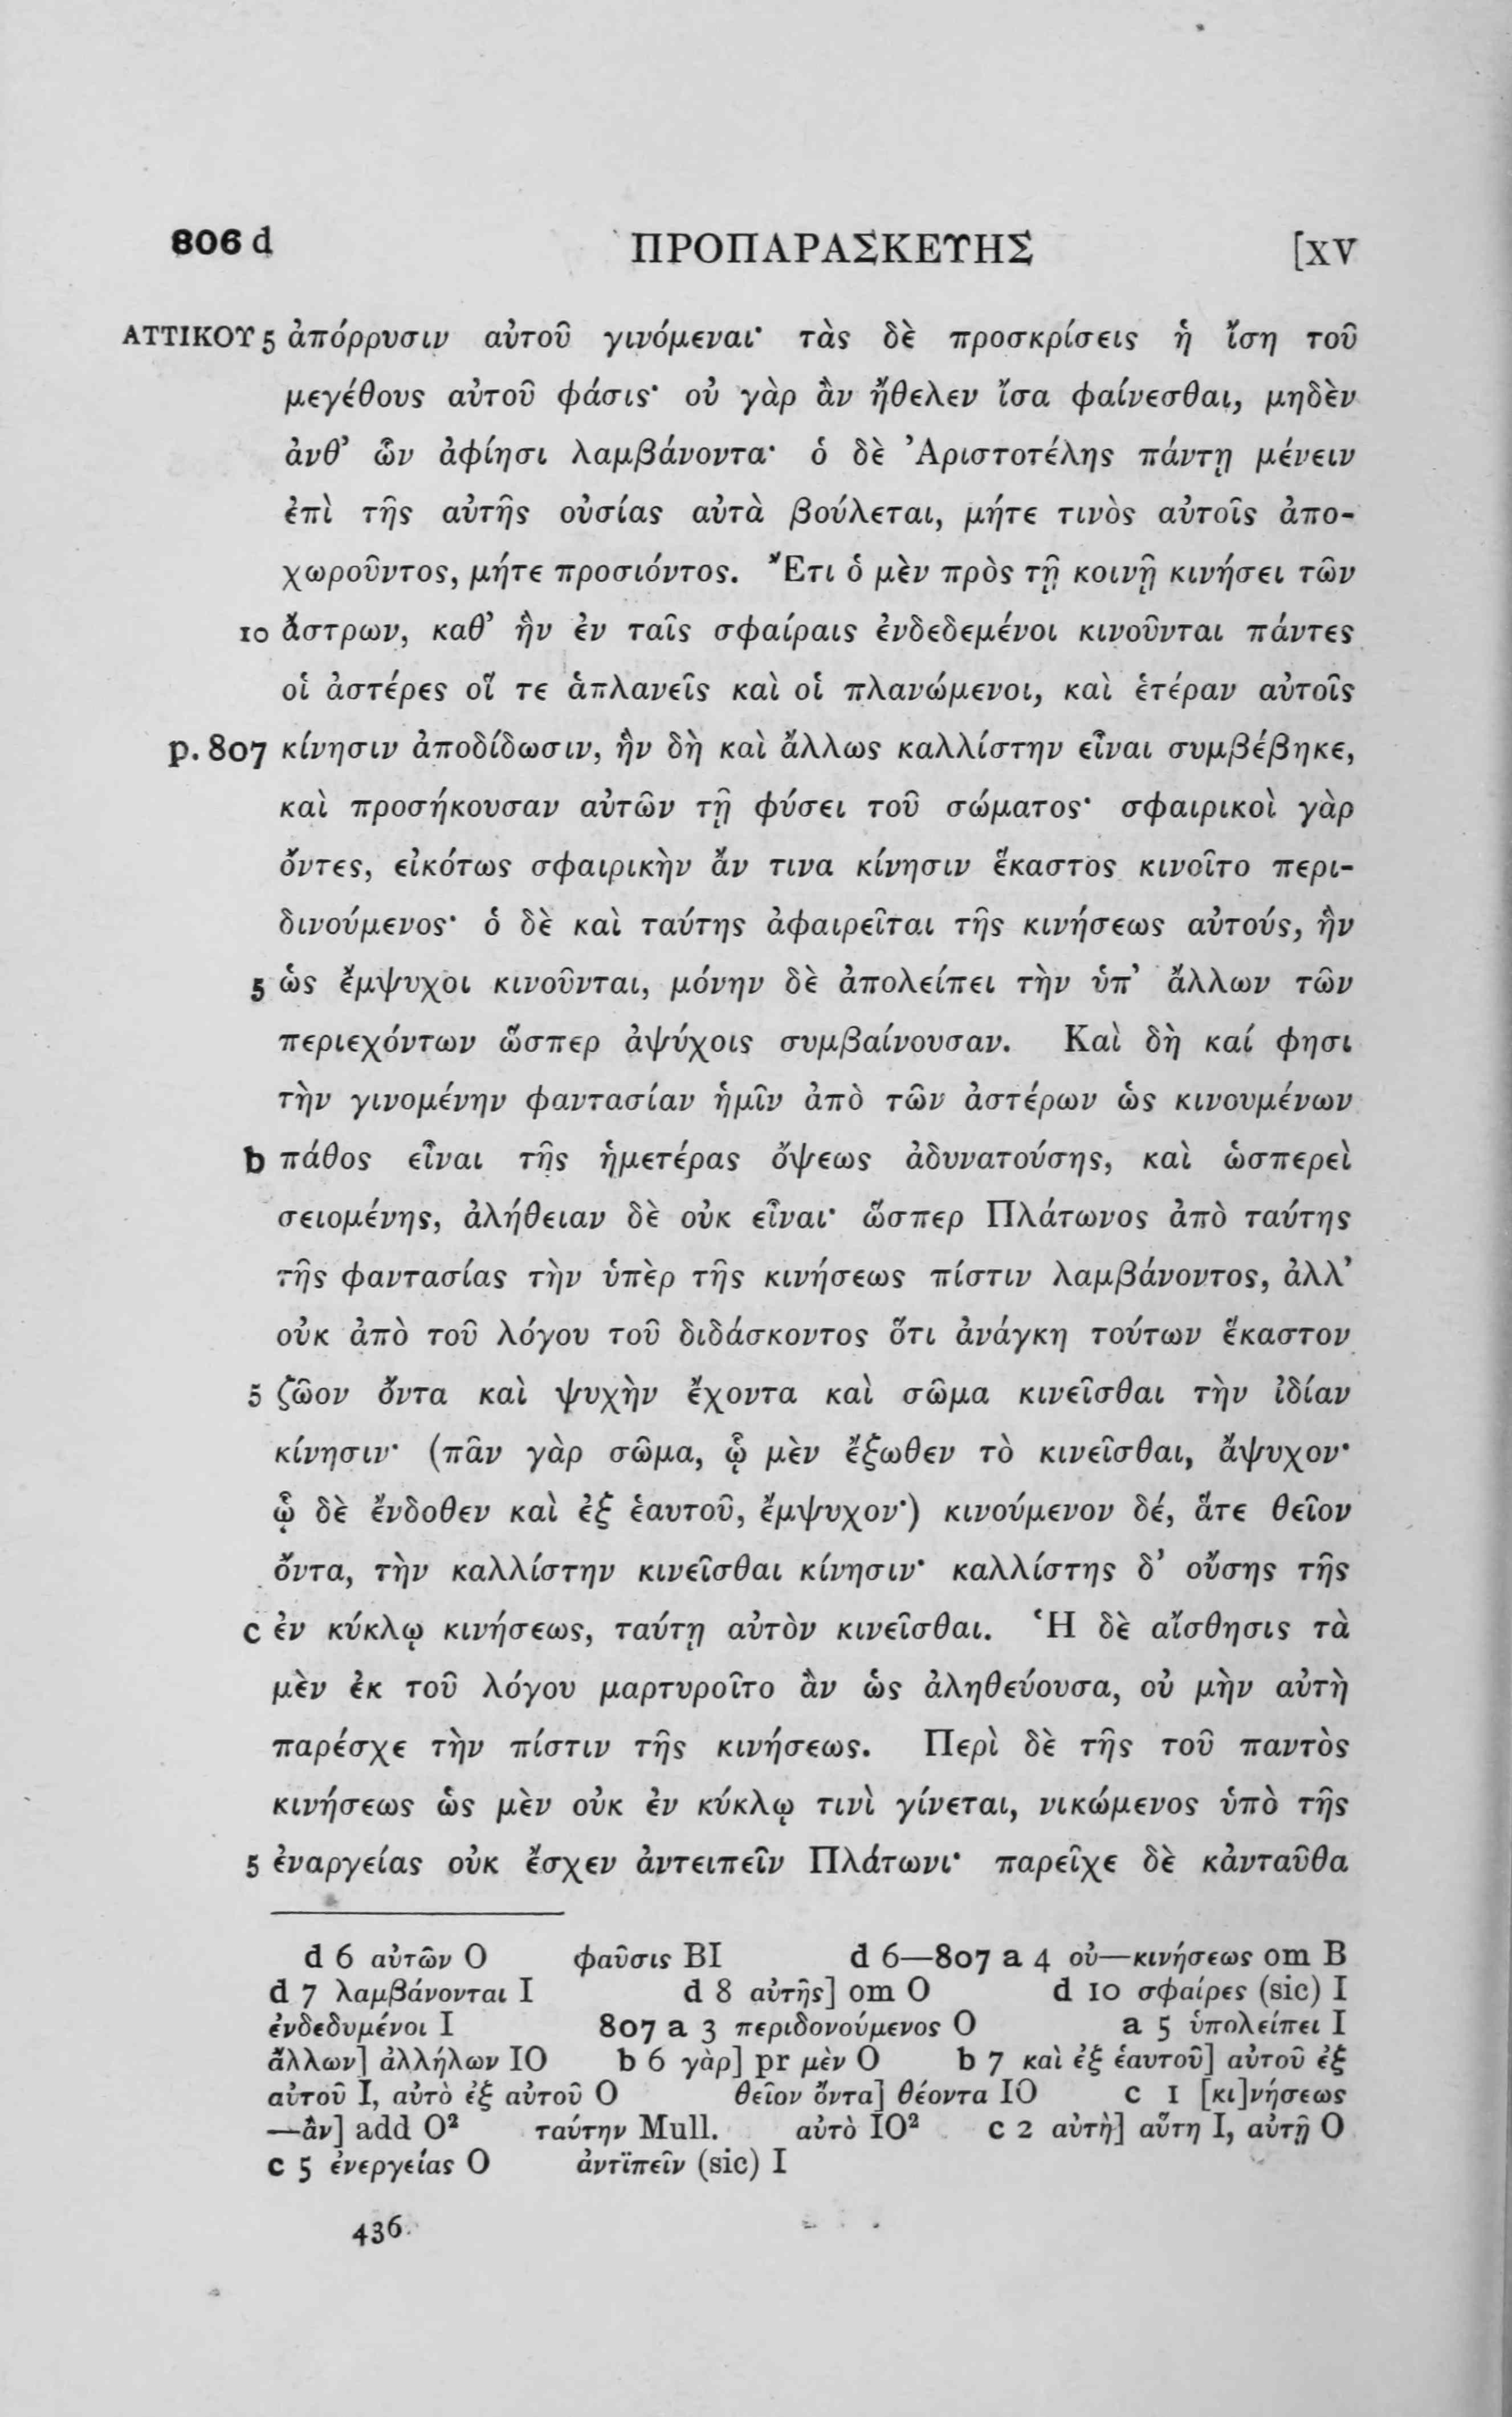 806 d ΠΡΟΠΑΡΑΣΚΕΥΗΣ [XV
ΑΤΤΙΚΟΥ 5 ἀπόρρυσιν αὐτοῦ γινόμεναι· τὰς δὲ προσκρίσεις ἡ ἴση τοῦ
μεγέθους αὐτοῦ φάσις· οὐ γὰρ ἂν ἤθελεν ἴσα φαίνεσθαι, μηδὲν
ἀνθ’ ὧν ἀφίησι λαμβάνοντα· ὁ δὲ Ἀριστοτέλης πάντῃ μένειν
ἐπὶ τῆς αὐτῆς οὐσίας αὐτὰ βούλεται, μήτε τινὸς αὐτοῖς ἀπο-
χωροῦντος, μήτε προσιόντος. Ἔτι ὁ μὲν πρὸς τῇ κοινῇ κινήσει τῶν
10 ἄστρων, καθ’ ἣν ἐν ταῖς σφαίραις ἐνδεδεμένοι κινοῦνται πάντες
οἱ ἀστέρες οἵ τε ἁπλανεῖς καὶ οἱ πλανώμενοι, καὶ ἑτέραν αὐτοῖς
p. 807 κίνησιν ἀποδίδωσιν, ἣν δὴ καὶ ἄλλως καλλίστην εἶναι συμβέβηκε,
καὶ προσήκουσαν αὐτῶν τῇ φύσει τοῦ σώματος· σφαιρικοὶ γὰρ
ὄντες, εἰκότως σφαιρικὴν ἄν τινα κίνησιν ἕκαστος κινοῖτο περι-
δινούμενος· ὁ δὲ καὶ ταύτης ἀφαιρεῖται τῆς κινήσεως αὐτούς, ἣν
5 ὡς ἔμψυχοι κινοῦνται, μόνην δὲ ἀπολείπει τὴν ὑπ’ ἄλλων τῶν
περιεχόντων ὥσπερ ἀψύχοις συμβαίνουσαν. Καὶ δὴ καί φησι
τὴν γινομένην φαντασίαν ἡμῖν ἀπὸ τῶν ἀστέρων ὡς κινουμένων
b πάθος εἶναι τῆς ἡμετέρας ὄψεως ἀδυνατούσης, καὶ ὡσπερεὶ
σειομένης, ἀλήθειαν δὲ οὐκ εἶναι· ὥσπερ Πλάτωνος ἀπὸ ταύτης
τῆς φαντασίας τὴν ὑπὲρ τῆς κινήσεως πίστιν λαμβάνοντος, ἀλλ’
οὐκ ἀπὸ τοῦ λόγου τοῦ διδάσκοντος ὅτι ἀνάγκη τούτων ἕκαστον
5 ζῶον ὄντα καὶ ψυχὴν ἔχοντα καὶ σῶμα κινεῖσθαι τὴν ἰδίαν
κίνησιν· (πᾶν γὰρ σῶμα, ᾧ μὲν ἔξωθεν τὸ κινεῖσθαι, ἄψυχον·
ᾧ δὲ ἔνδοθεν καὶ ἐξ ἑαυτοῦ, ἔμψυχον·) κινούμενον δέ, ἅτε θεῖον
ὄντα, τὴν καλλίστην κινεῖσθαι κίνησιν· καλλίστης δ’ οὔσης τῆς
c ἐν κύκλῳ κινήσεως, ταύτῃ αὐτὸν κινεῖσθαι. Ἡ δὲ αἴσθησις τὰ
μὲν ἐκ τοῦ λόγου μαρτυροῖτο ἂν ὡς ἀληθεύουσα, οὐ μὴν αὐτὴ
παρέσχε τὴν πίστιν τῆς κινήσεως. Περὶ δὲ τῆς τοῦ παντὸς
κινήσεως ὡς μὲν οὐκ ἐν κύκλῳ τινὶ γίνεται, νικώμενος ὑπὸ τῆς
5 ἐναργείας οὐκ ἔσχεν ἀντειπεῖν Πλάτωνι· παρεῖχε δὲ κἀνταῦθα
d 6 αὐτῶν O φαῦσις BI d 6—807 a 4 οὐ—κινήσεως om B
d 7 λαμβάνονται I d 8 αὐτῆς] om O d 10 σφαίρες (sic) I
ἐνδεδυμένοι I 807 a 3 περιδονούμενος O a 5 ὑπολείπει I
ἄλλων] ἀλλήλων IO b 6 γὰρ] pr μὲν O b 7 καὶ ἐξ ἑαυτοῦ] αὐτοῦ ἐξ
αὐτοῦ I, αὐτὸ ἐξ αὐτοῦ O θεῖον ὄντα] θέοντα IO c 1 [κι]νήσεως
—ἂν] add O² ταύτην Mull. αὐτὸ IO² c 2 αὐτὴ] αὕτη I, αὐτῇ O
c 5 ἐνεργείας O ἀντϊπεῖν (sic) I
436